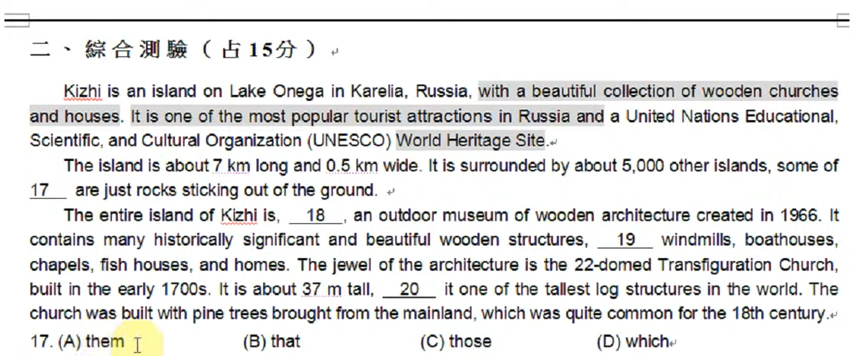 二、綜合測驗（占15分）
Kizhi is an island on Lake Onega in Karelia, Russia, with a beautiful collection of wooden churches
and houses. It is one of the most popular tourist attractions in Russia and a United Nations Educational,
Scientific, and Cultural Organization (UNESCO) World Heritage Site.
The island is about 7 km long and 0.5 km wide. It is surrounded by about 5,000 other islands, some of
17 are just rocks sticking out of the ground.
The entire island of Kizhi is, 18 , an outdoor museum of wooden architecture created in 1966. It
contains many historically significant and beautiful wooden structures, 19 windmills, boathouses,
chapels, fish houses, and homes. The jewel of the architecture is the 22-domed Transfiguration Church,
built in the early 1700s. It is about 37 m tall, 20 it one of the tallest log structures in the world. The
church was built with pine trees brought from the mainland, which was quite common for the 18th century.
17. (A) them (B) that (C) those (D) which